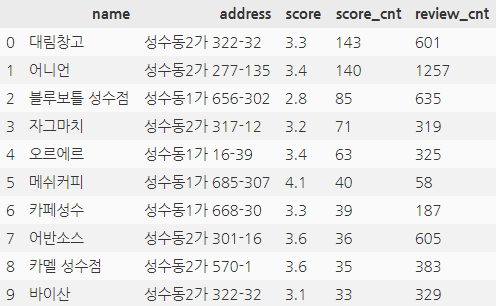 name address score score_cnt review_cnt
0 대림창고 성수동2가 322-32 3.3 143 601
1 어니언 성수동2가 277-135 3.4 140 1257
2 블루보틀 성수점 성수동1가 656-302 2.8 85 635
3 자그마치 성수동2가 317-12 3.2 71 319
4 오르에르 성수동1가 16-39 3.4 63 325
5 메쉬커피 성수동1가 685-307 4.1 40 58
6 카페성수 성수동1가 668-30 3.3 39 187
7 어반소스 성수동2가 301-16 3.6 36 605
8 카멜 성수점 성수동2가 570-1 3.6 35 383
9 바이산 성수동2가 322-32 3.1 33 329